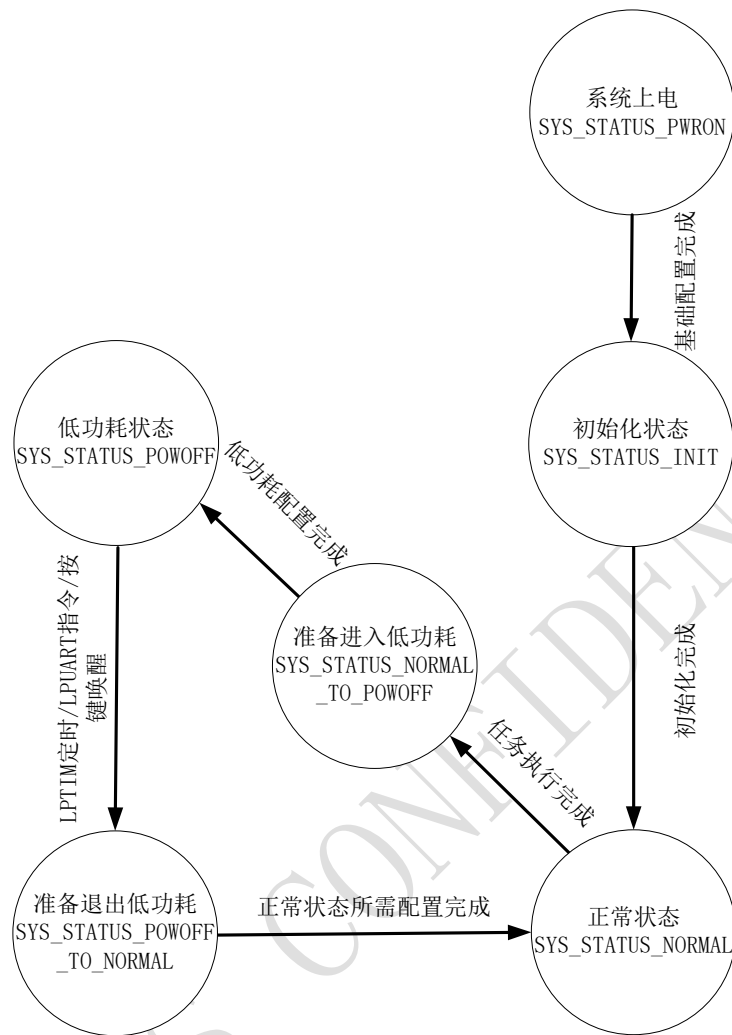 系统上电
SYS_STATUS_PWRON
基础配置完成
低功耗状态
SYS_STATUS_POWOFF
初始化状态
SYS_STATUS_INIT
低功耗配置完成
准备进入低功耗
SYS_STATUS_NORMAL
_TO_POWOFF
LPTIM定时/LPUART指令/按
键唤醒
初始化完成
任务执行完成
准备退出低功耗
SYS_STATUS_POWOFF
_TO_NORMAL
正常状态所需配置完成
正常状态
SYS_STATUS_NORMAL
CONFIDEN